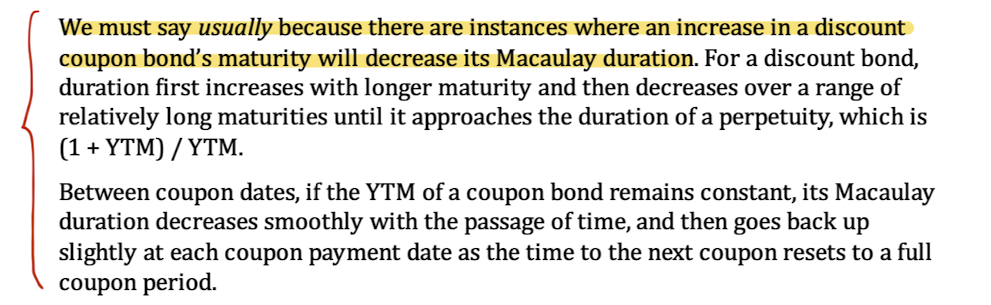 We must say usually because there are instances where an increase in a discount
coupon bond’s maturity will decrease its Macaulay duration. For a discount bond,
duration first increases with longer maturity and then decreases over a range of
relatively long maturities until it approaches the duration of a perpetuity, which is
(1 + YTM) / YTM.
Between coupon dates, if the YTM of a coupon bond remains constant, its Macaulay
duration decreases smoothly with the passage of time, and then goes back up
slightly at each coupon payment date as the time to the next coupon resets to a full
coupon period.